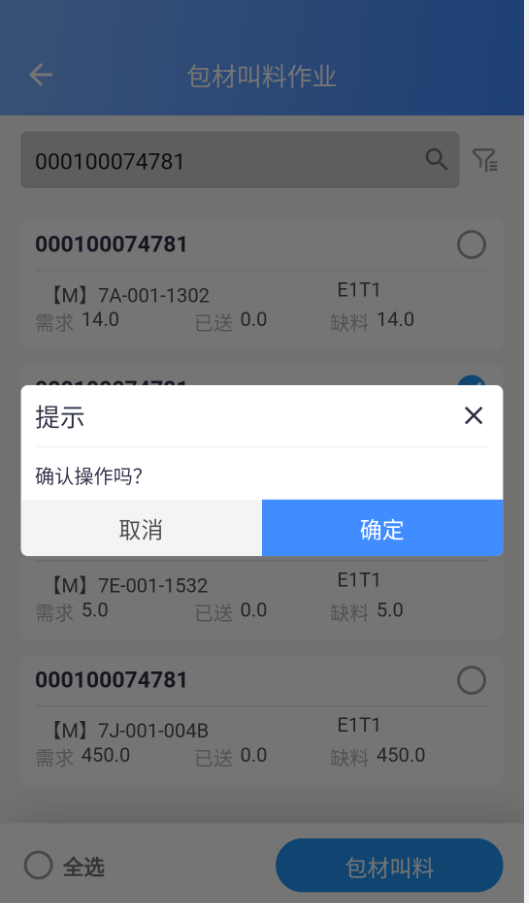 包材叫料作业
000100074781
000100074781
【M】7A-001-1302 E1T1
需求 14.0 已送 0.0 缺料 14.0
000100074781
提示
确认操作吗?
取消 确定
【M】7E-001-1532 E1T1
需求 5.0 已送 0.0 缺料 5.0
000100074781
【M】7J-001-004B E1T1
需求 450.0 已送 0.0 缺料 450.0
全选 包材叫料